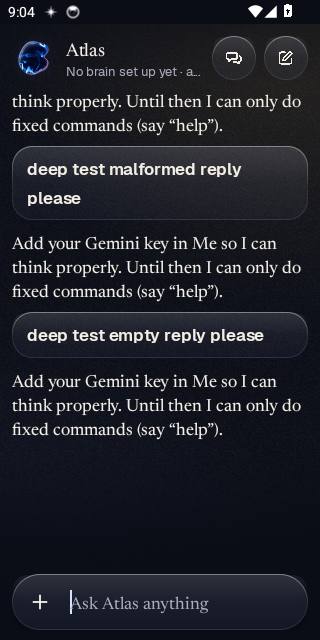 9:04
Atlas
No brain set up yet · a...
think properly. Until then I can only do
fixed commands (say “help”).
deep test malformed reply
please
Add your Gemini key in Me so I can
think properly. Until then I can only do
fixed commands (say “help”).
deep test empty reply please
Add your Gemini key in Me so I can
think properly. Until then I can only do
fixed commands (say “help”).
Ask Atlas anything